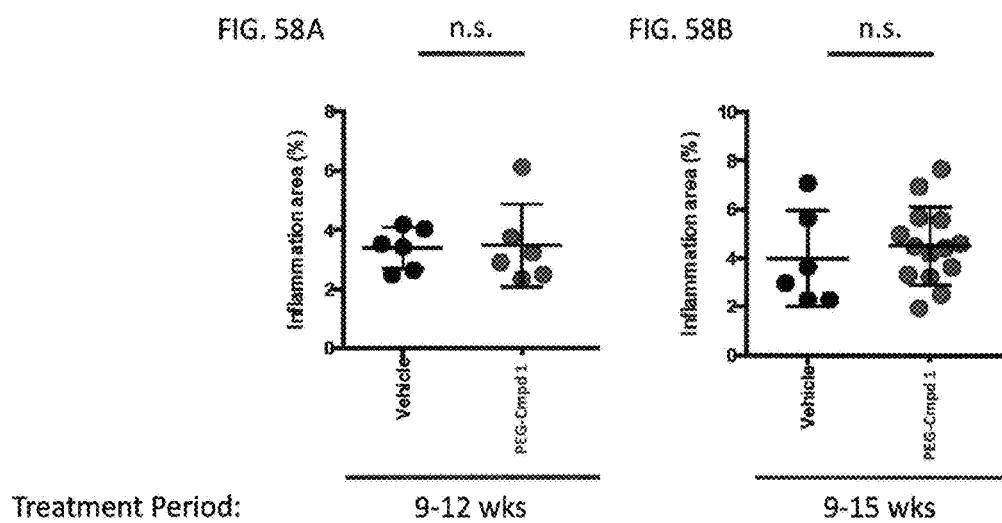 FIG. 58A n.s. FIG. 58B n.s.
Inflammation area (%)
8
6
4
2
0
Vehicle
PEG-Cmpd 1
Inflammation area (%)
10
8
6
4
2
0
Vehicle
PEG-Cmpd 1
Treatment Period: 9-12 wks 9-15 wks